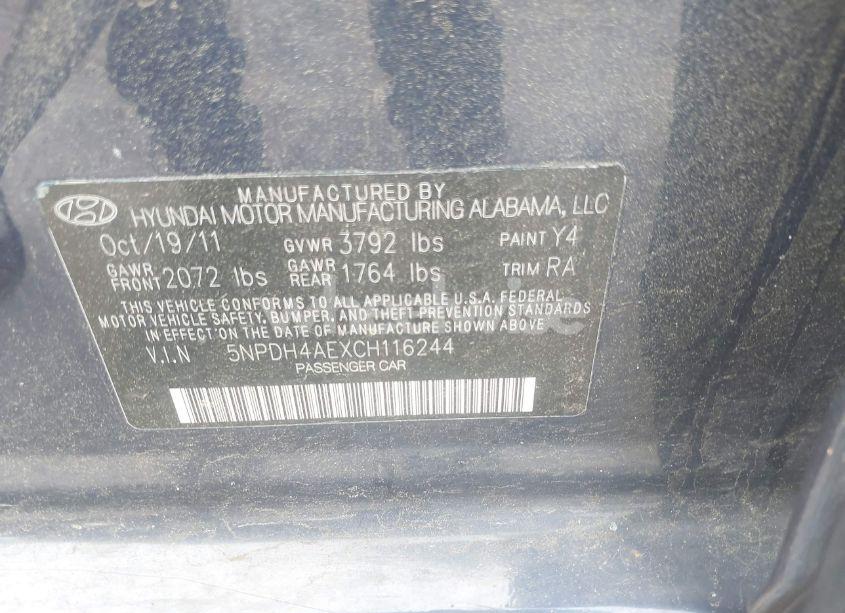 MANUFACTURED BY
HYUNDAI MOTOR MANUFACTURING ALABAMA, LLC
Oct/19/11 GVWR 3792 lbs PAINT Y4
GAWR FRONT 2072 lbs GAWR REAR 1764 lbs TRIM RA
THIS VEHICLE CONFORMS TO ALL APPLICABLE U.S.A. FEDERAL
MOTOR VEHICLE SAFETY, BUMPER, AND THEFT PREVENTION STANDARDS
IN EFFECT ON THE DATE OF MANUFACTURE SHOWN ABOVE.
V.I.N 5NPDH4AEXCH116244
PASSENGER CAR